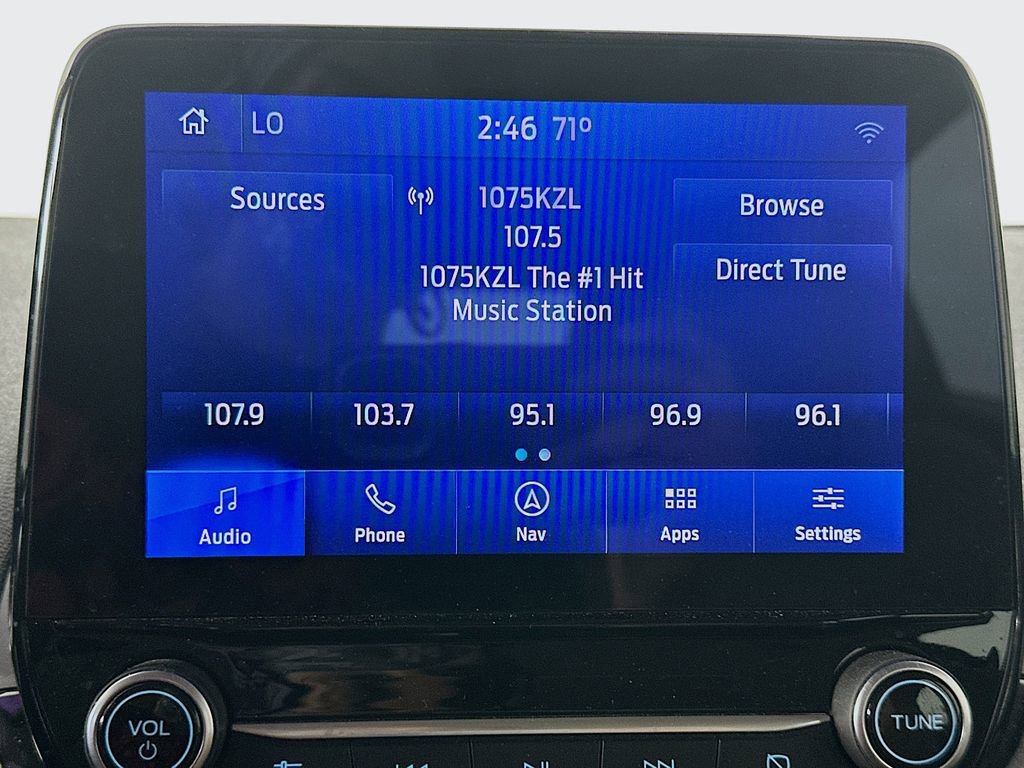 LO
2:46 71º
Sources
1075KZL
Browse
107.5
Direct Tune
1075KZL The #1 Hit
Music Station
107.9
103.7
95.1
96.9
96.1
Audio
Phone
Nav
Apps
Settings
VOL
TUNE